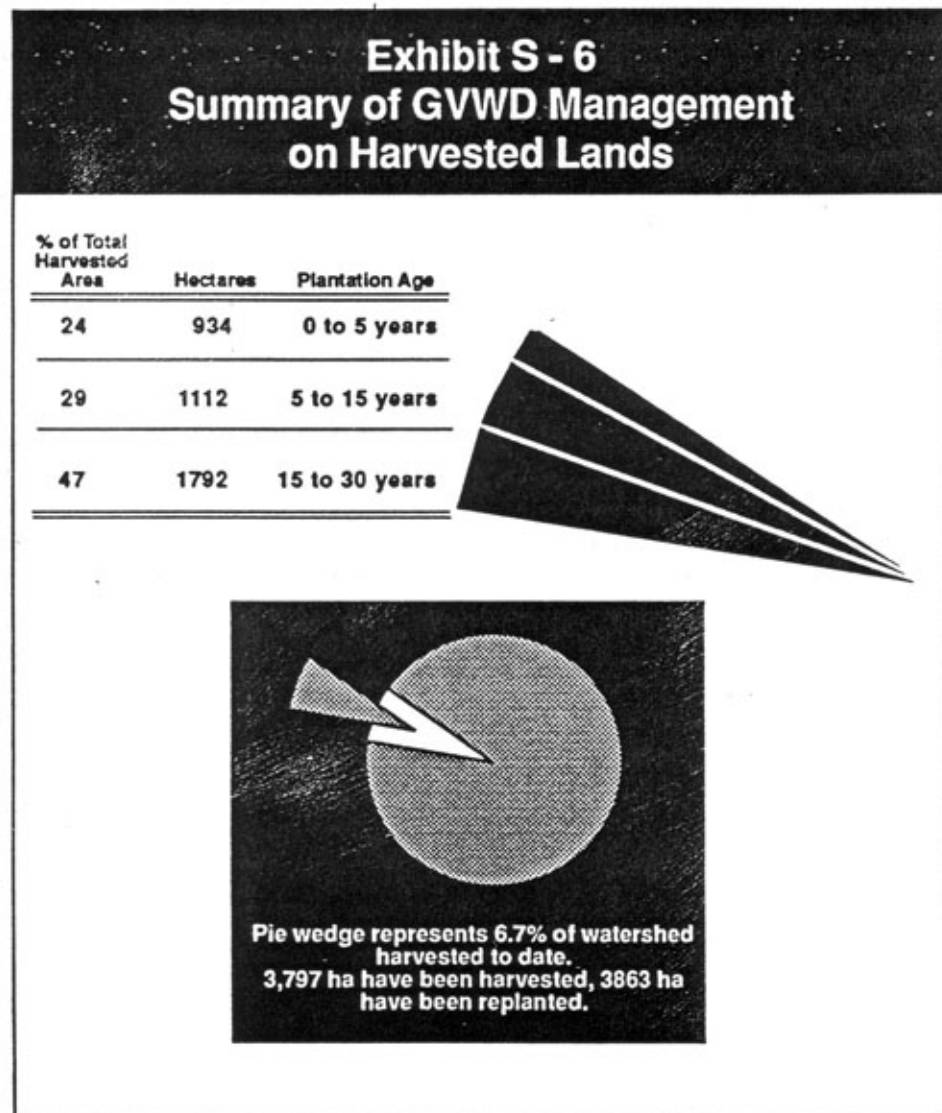 Exhibit S - 6
Summary of GVWD Management
on Harvested Lands
% of Total
Harvested
Area Hectares Plantation Age
24 934 0 to 5 years
29 1112 5 to 15 years
47 1792 15 to 30 years
Pie wedge represents 6.7% of watershed
harvested to date.
3,797 ha have been harvested, 3863 ha
have been replanted.